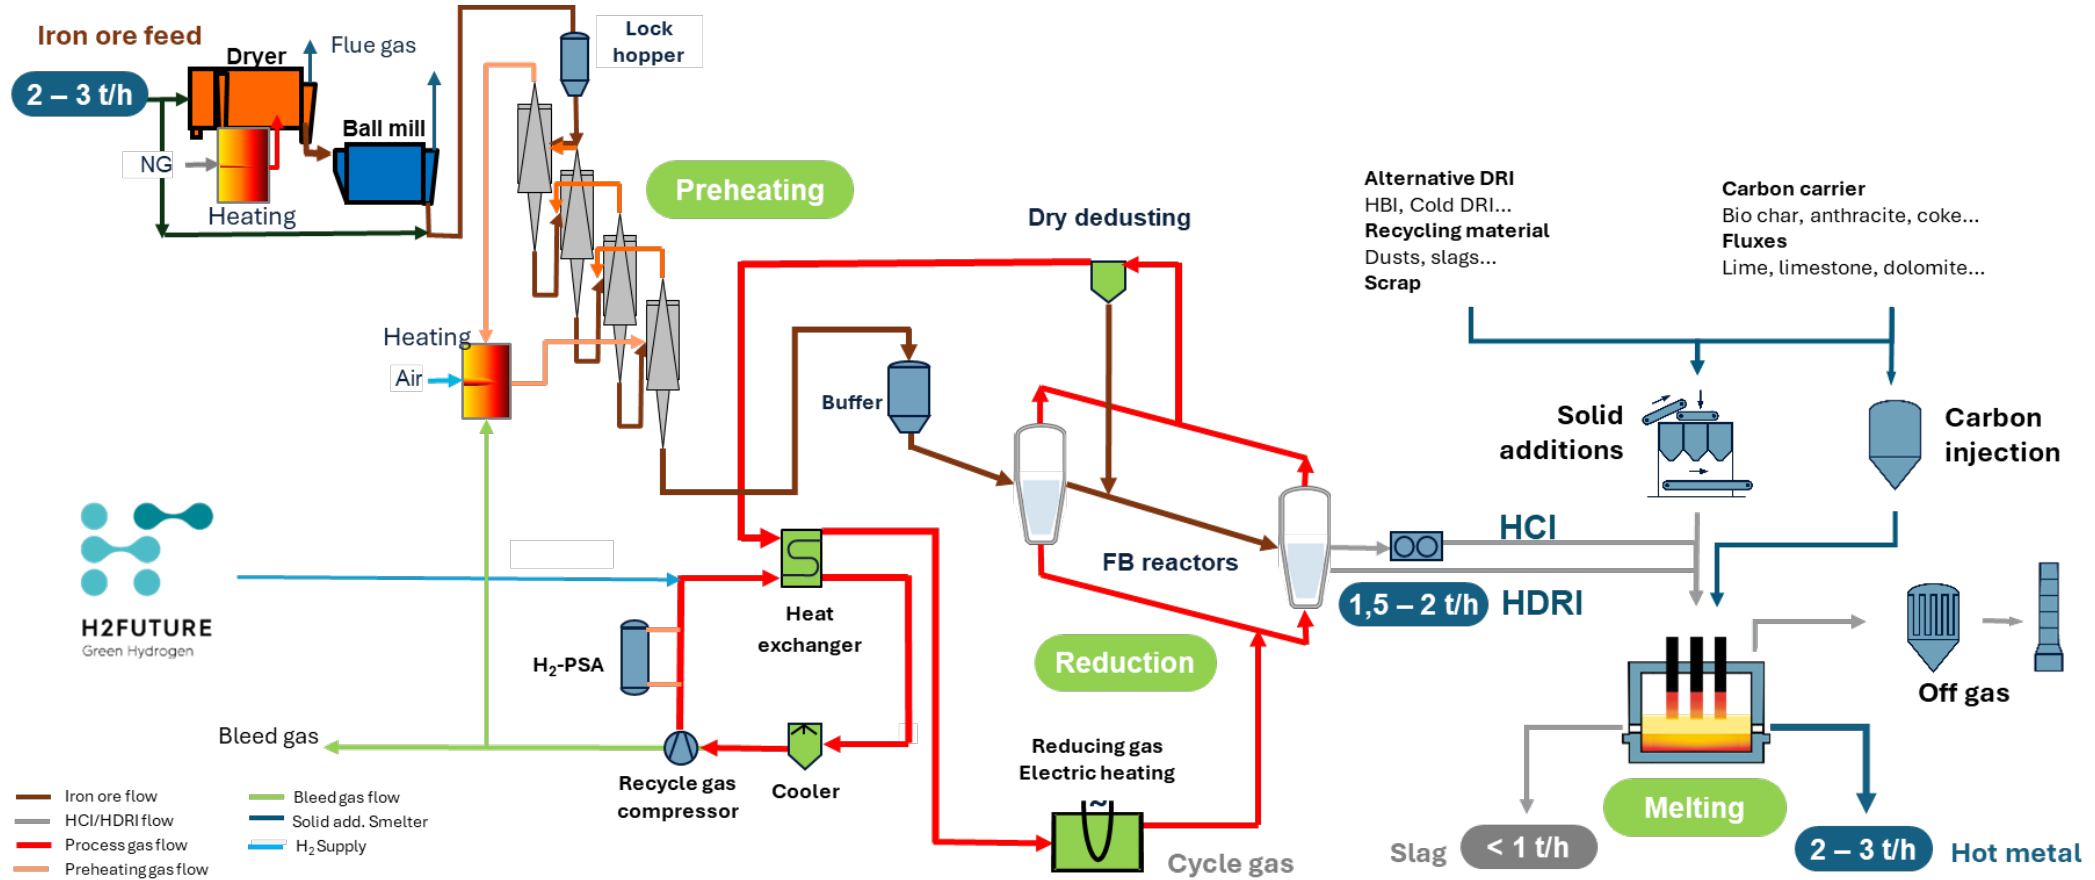 Iron ore feed
2 – 3 t/h
Dryer
Flue gas
Ball mill
NG
Heating
Lock
hopper
Preheating
Heating
Air
Dry dedusting
Buffer
FB reactors
Alternative DRI
HBI, Cold DRI...
Recycling material
Dusts, slags...
Scrap
Carbon carrier
Bio char, anthracite, coke...
Fluxes
Lime, limestone, dolomite...
Solid
additions
Carbon
injection
HCI
1,5 – 2 t/h
HDRI
H2FUTURE
Green Hydrogen
H₂-PSA
Heat
exchanger
Reduction
Bleed gas
Recycle gas
compressor
Cooler
Reducing gas
Electric heating
~
Cycle gas
Off gas
Melting
Slag
< 1 t/h
2 – 3 t/h
Hot metal
Iron ore flow
HCI/HDRI flow
Process gas flow
Preheating gas flow
Bleed gas flow
Solid add. Smelter
H₂ Supply